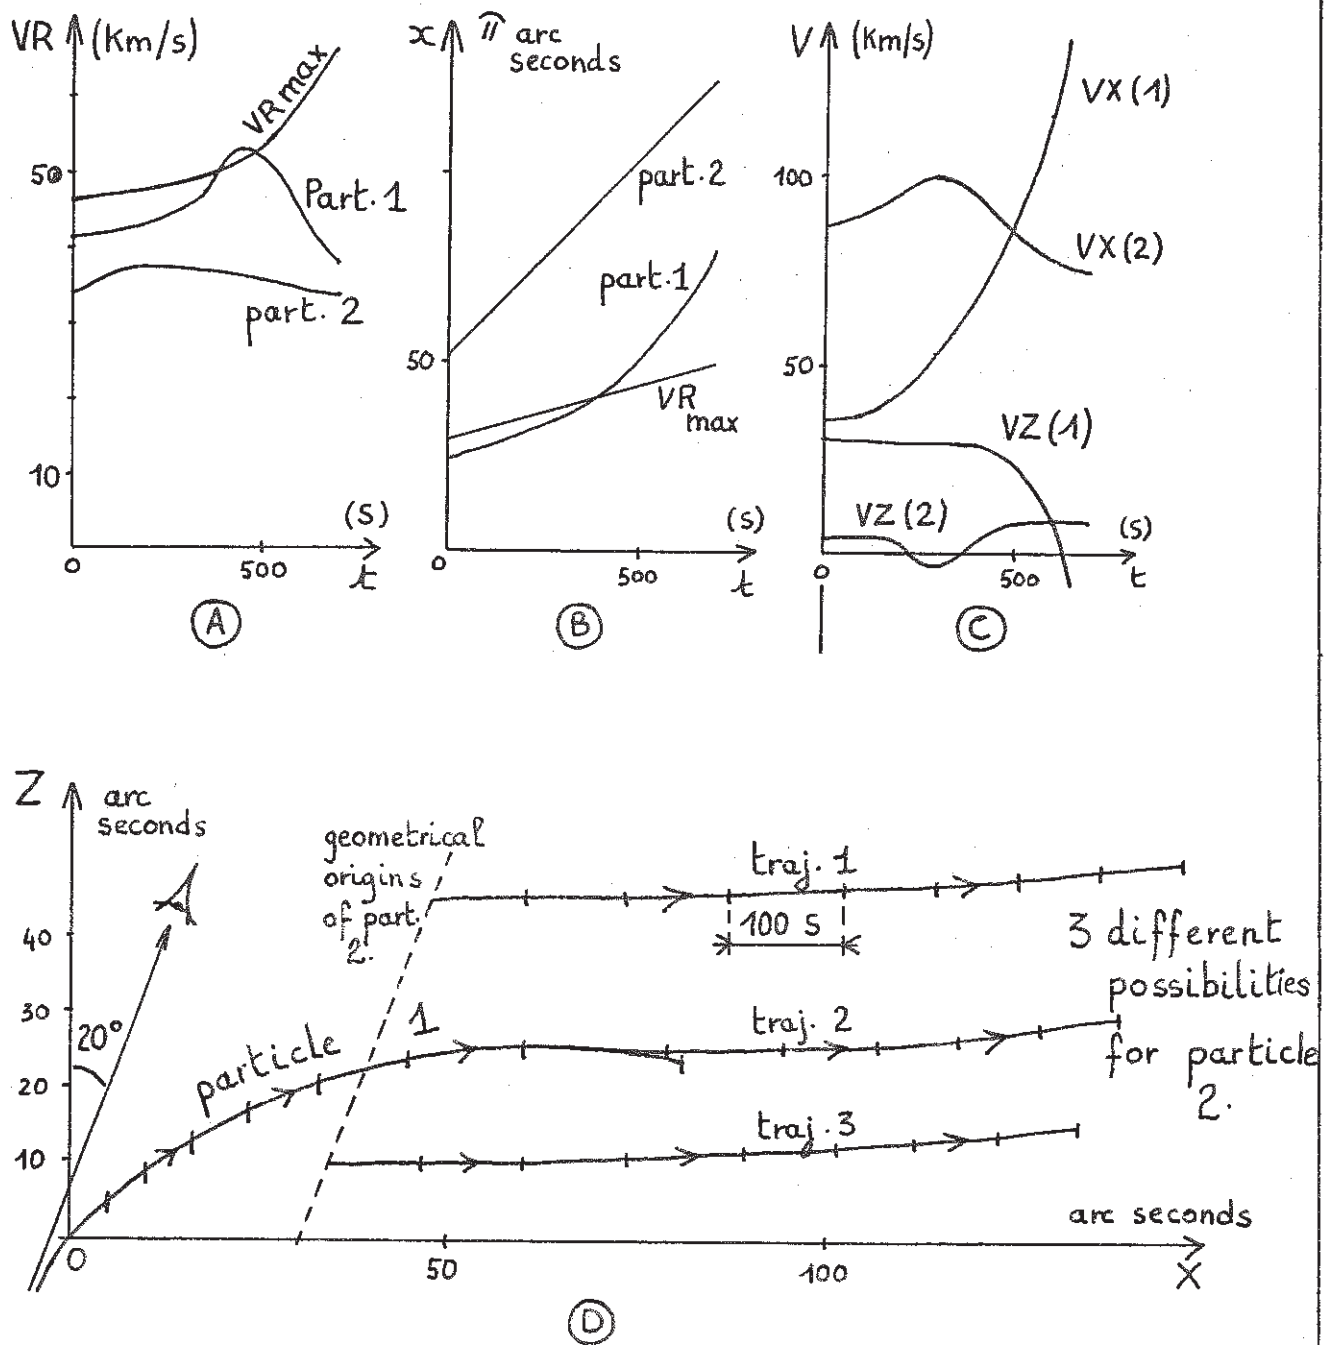 VR (Km/s)
VR max
50
Part. 1
part. 2
10
(S)
0
500
t
A
x
π arc
seconds
part. 2
part. 1
50
VR
max
(s)
0
500
t
B
V (Km/s)
VX (1)
100
VX (2)
50
VZ (1)
VZ (2)
(s)
0
500
t
C
Z
arc
seconds
geometrical
origins
of part.
2.
traj. 1
100 S
3 different
possibilities
for particle
2.
40
30
20°
20
10
particle 1
traj. 2
traj. 3
arc seconds
0
50
100
X
D